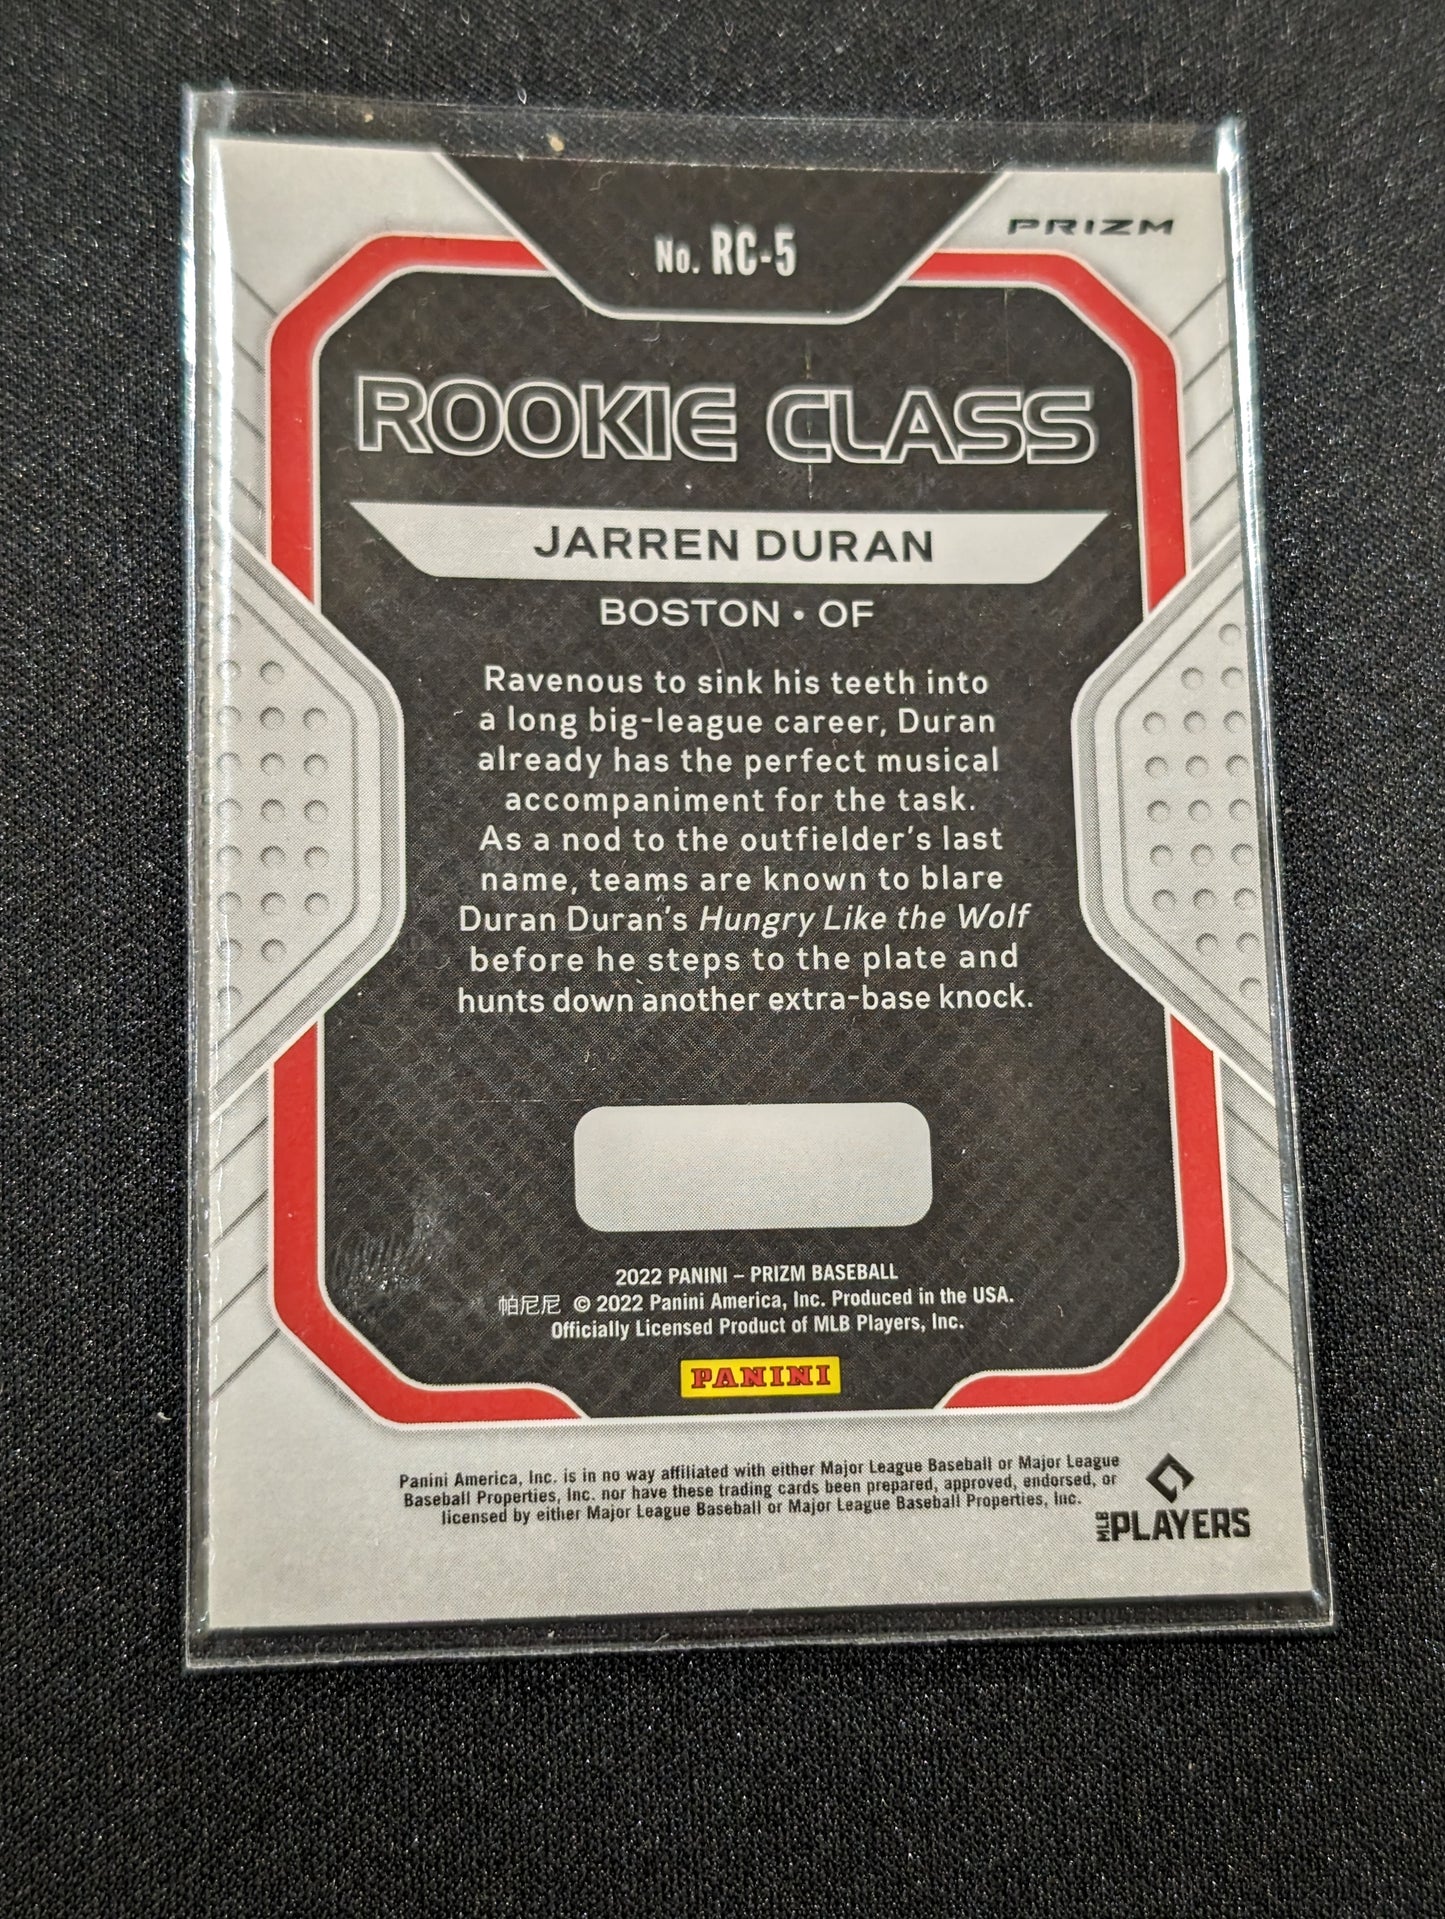 No. RC-5
PRIZM
ROOKIE CLASS
JARREN DURAN
BOSTON • OF
Ravenous to sink his teeth into
a long big-league career, Duran
already has the perfect musical
accompaniment for the task.
As a nod to the outfielder's last
name, teams are known to blare
Duran Duran's Hungry Like the Wolf
before he steps to the plate and
hunts down another extra-base knock.
2022 PANINI – PRIZM BASEBALL
帕尼尼 © 2022 Panini America, Inc. Produced in the USA.
Officially Licensed Product of MLB Players, Inc.
PANINI
Panini America, Inc. is in no way affiliated with either Major League Baseball or Major League
Baseball Properties, Inc. nor have these trading cards been prepared, approved, endorsed, or
licensed by either Major League Baseball or Major League Baseball Properties, Inc.
MLB PLAYERS